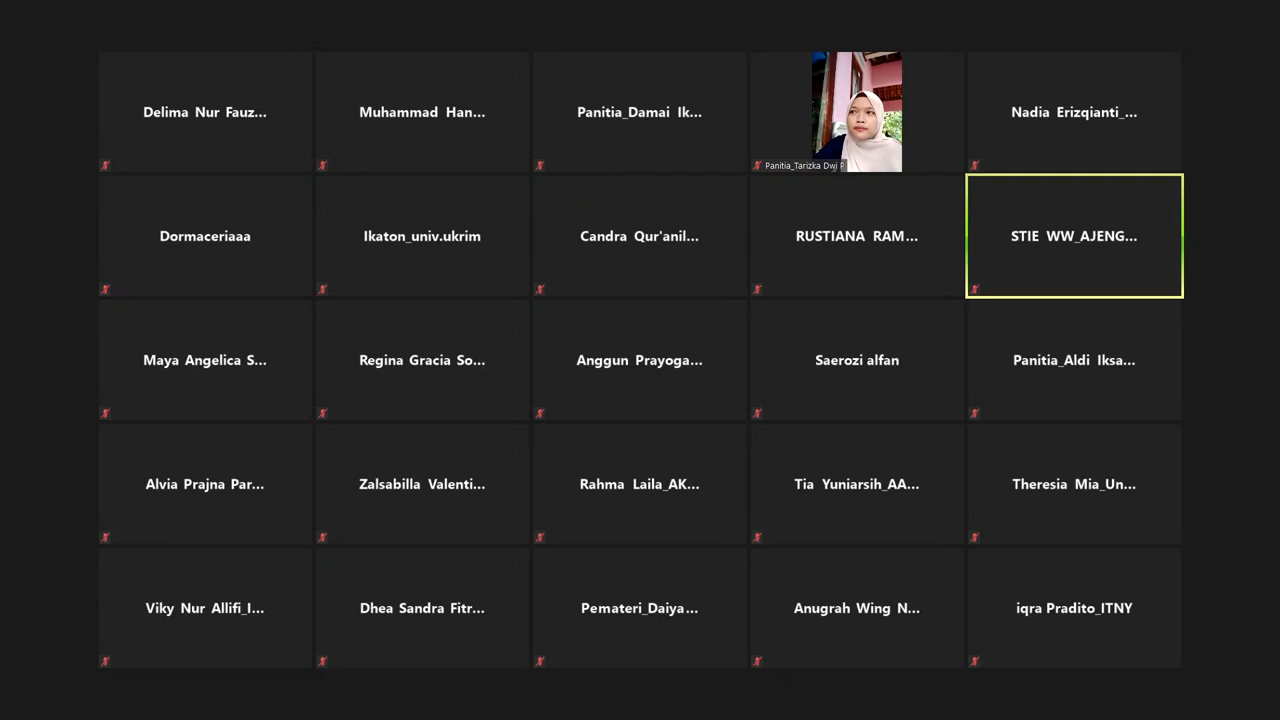 Delima Nur Fauz...
Muhammad Han...
Panitia_Damai Ik...
Panitia_Tarizka Dwi P
Nadia Erizqianti_...
Dormaceriaaa
Ikaton_univ.ukrim
Candra Qur'anil...
RUSTIANA RAM...
STIE WW_AJENG...
Maya Angelica S...
Regina Gracia So...
Anggun Prayoga...
Saerozi alfan
Panitia_Aldi Iksa...
Alvia Prajna Par...
Zalsabilla Valenti...
Rahma Laila_AK...
Tia Yuniarsih_AA...
Theresia Mia_Un...
Viky Nur Allifi_I...
Dhea Sandra Fitr...
Pemateri_Daiya...
Anugrah Wing N...
iqra Pradito_ITNY